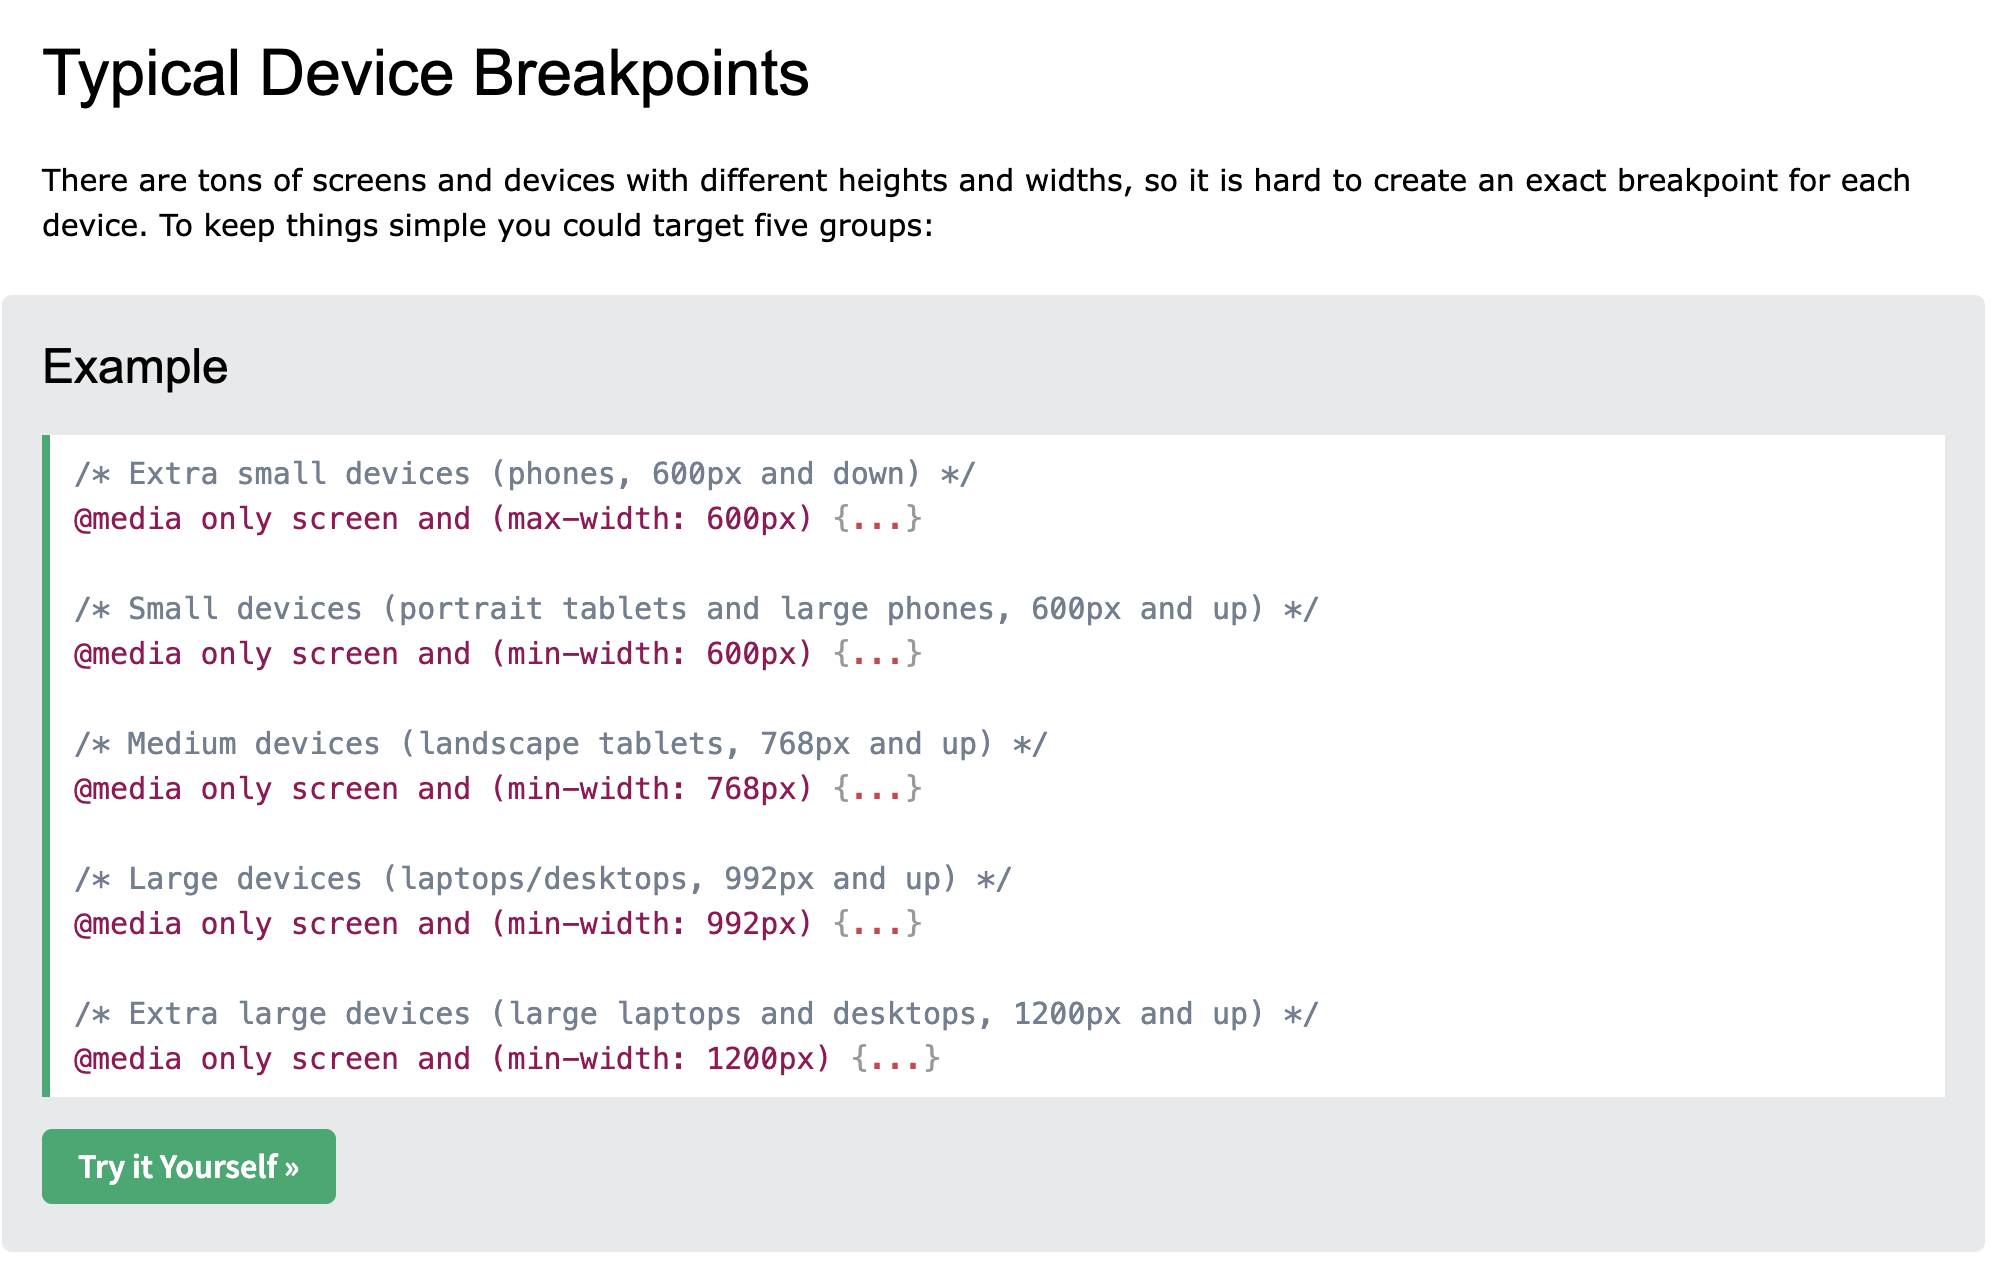 Typical Device Breakpoints
There are tons of screens and devices with different heights and widths, so it is hard to create an exact breakpoint for each
device. To keep things simple you could target five groups:
Example
/* Extra small devices (phones, 600px and down) */
@media only screen and (max-width: 600px) {...}
/* Small devices (portrait tablets and large phones, 600px and up) */
@media only screen and (min-width: 600px) {...}
/* Medium devices (landscape tablets, 768px and up) */
@media only screen and (min-width: 768px) {...}
/* Large devices (laptops/desktops, 992px and up) */
@media only screen and (min-width: 992px) {...}
/* Extra large devices (large laptops and desktops, 1200px and up) */
@media only screen and (min-width: 1200px) {...}
Try it Yourself »